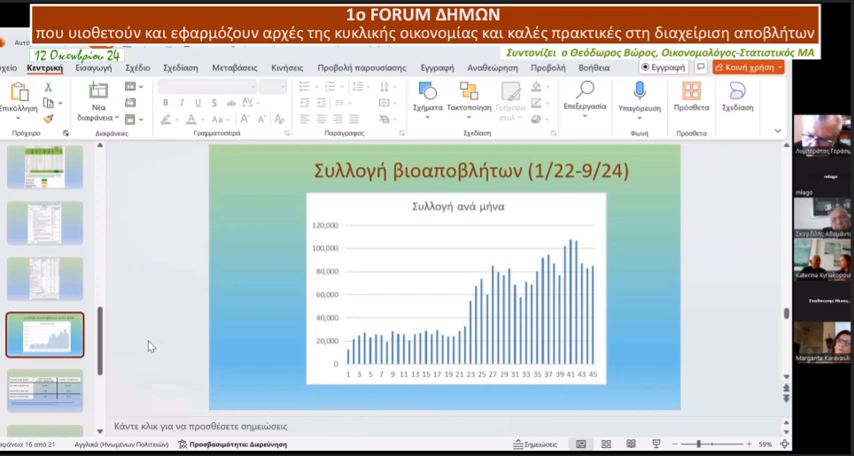 1ο FORUM ΔΗΜΩΝ
που υιοθετούν και εφαρμόζουν αρχές της κυκλικής οικονομίας και καλές πρακτικές στη διαχείριση αποβλήτων
12 Οκτωβρίου 24
Συντονίζει ο Θεόδωρος Βώρος, Οικονομολόγος-Στατιστικός ΜΑ
Κεντρική Εισαγωγή Σχέδιο Σχεδίαση Μεταβάσεις Κινήσεις Προβολή παρουσίασης Εγγραφή Αναθεώρηση Προβολή Βοήθεια
Εγγραφή
Κοινή χρήση
Επικόλληση
Νέα
διαφάνεια
Σχήματα
Τακτοποίηση
Γρήγορα
στυλ
Επεξεργασία
Υπαγόρευση
Πρόσθετα
Σχεδίαση
Πρόχειρο
Διαφάνειες
Γραμματοσειρά
Παράγραφος
Σχεδίαση
Φωνή
Πρόσθετα
Συλλογή βιοαποβλήτων (1/22-9/24)
Συλλογή ανά μήνα
120,000
100,000
80,000
60,000
40,000
20,000
0
1 3 5 7 9 11 13 15 17 19 21 23 25 27 29 31 33 35 37 39 41 43 45
mlago
mlago
Katerina Kyriakopoul
Margarita Karavasili
Κάντε κλικ για να προσθέσετε σημειώσεις
16 από 21
Αγγλικά (Ηνωμένων Πολιτειών)
Προσβασιμότητα: Διερεύνηση
Σημειώσεις
59%